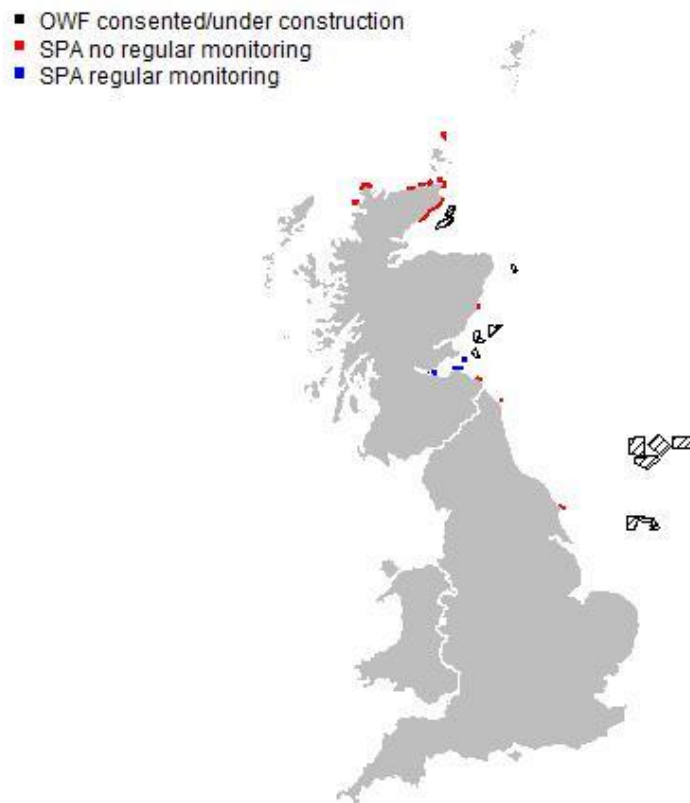 OWF consented/under construction
SPA no regular monitoring
SPA regular monitoring